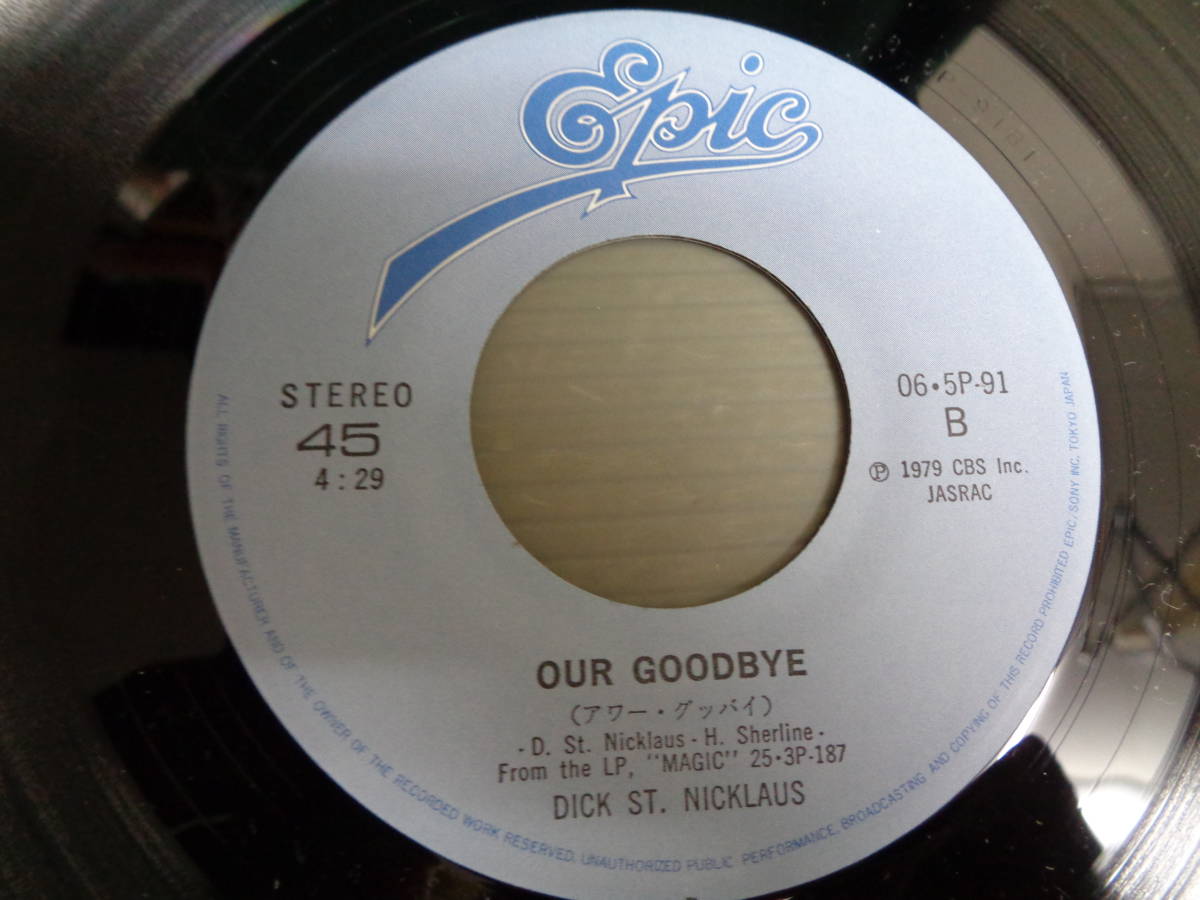 Epic
STEREO
45
4:29
06•5P-91
B
Ⓟ 1979 CBS Inc.
JASRAC
OUR GOODBYE
(アワー・グッバイ)
- D. St. Nicklaus - H. Sherline -
From the LP, "MAGIC" 25•3P-187
DICK ST. NICKLAUS
ALL RIGHTS OF THE MANUFACTURER AND OF THE OWNER OF THE RECORDED WORK RESERVED. UNAUTHORIZED PUBLIC PERFORMANCE, BROADCASTING AND COPYING OF THIS RECORD PROHIBITED EPIC/SONY INC. TOKYO JAPAN